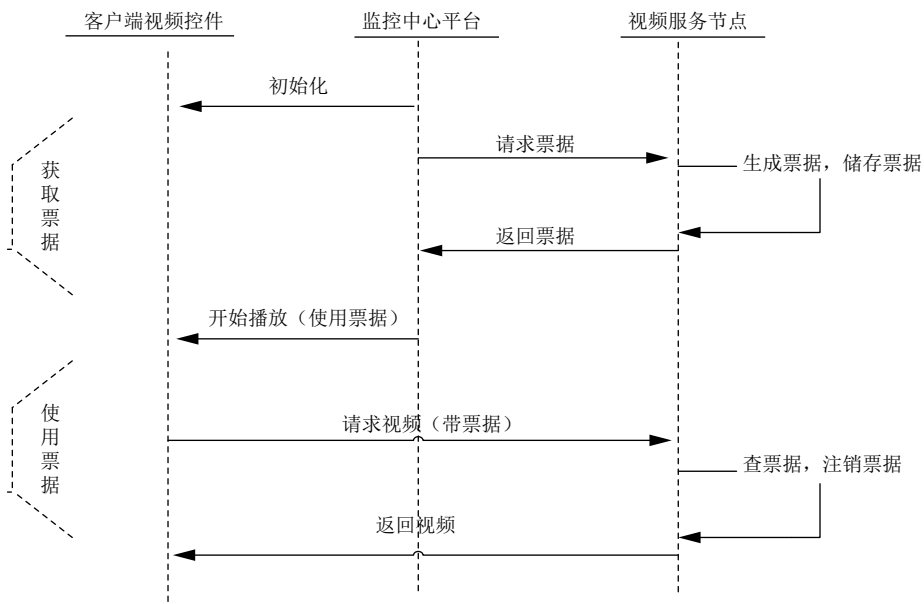 客户端视频控件
监控中心平台
视频服务节点
初始化
请求票据
生成票据，储存票据
获取票据
返回票据
开始播放（使用票据）
使用票据
请求视频（带票据）
查票据，注销票据
返回视频